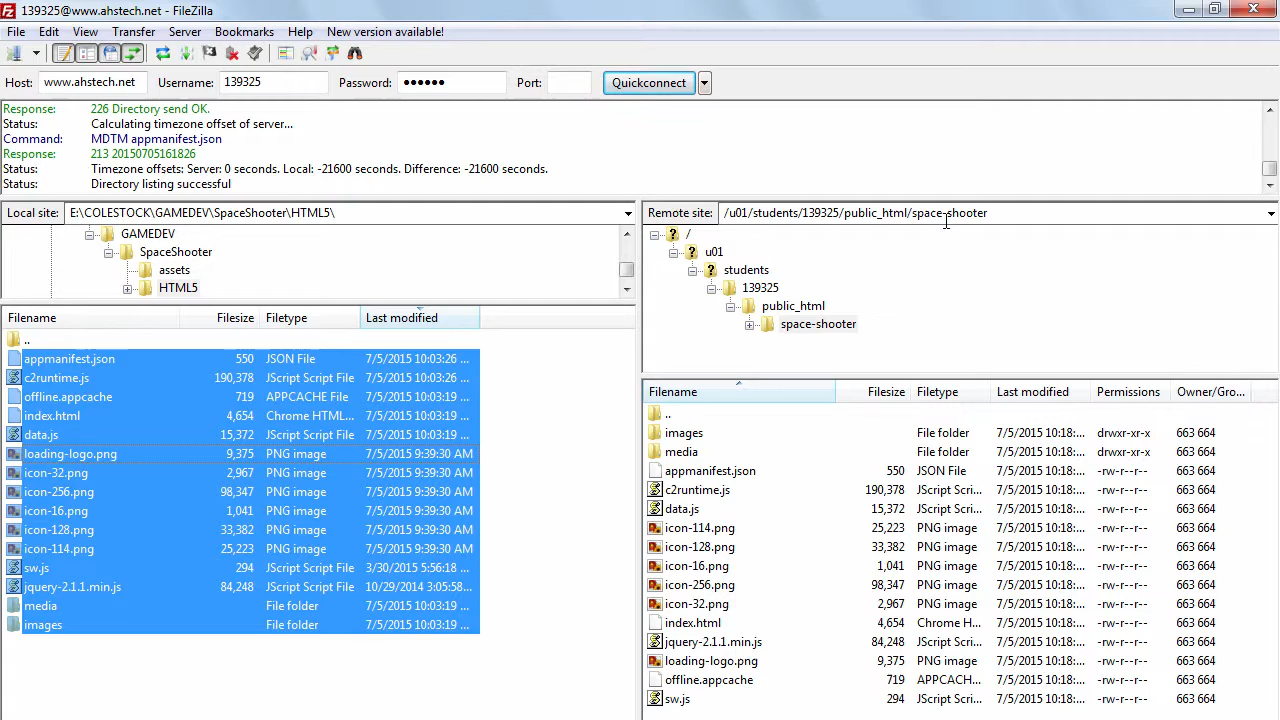 139325@www.ahstech.net - FileZilla
File Edit View Transfer Server Bookmarks Help New version available!
Host: www.ahstech.net Username: 139325 Password: •••••• Port: Quickconnect
Response: 226 Directory send OK.
Status: Calculating timezone offset of server...
Command: MDTM appmanifest.json
Response: 213 20150705161826
Status: Timezone offsets: Server: 0 seconds. Local: -21600 seconds. Difference: -21600 seconds.
Status: Directory listing successful
Local site: E:\COLESTOCK\GAMEDEV\SpaceShooter\HTML5\
GAMEDEV
SpaceShooter
assets
HTML5
Filename Filesize Filetype Last modified
..
appmanifest.json 550 JSON File 7/5/2015 10:03:26 ...
c2runtime.js 190,378 JScript Script File 7/5/2015 10:03:26 ...
offline.appcache 719 APPCACHE File 7/5/2015 10:03:19 ...
index.html 4,654 Chrome HTML... 7/5/2015 10:03:19 ...
data.js 15,372 JScript Script File 7/5/2015 10:03:19 ...
loading-logo.png 9,375 PNG image 7/5/2015 9:39:30 AM
icon-32.png 2,967 PNG image 7/5/2015 9:39:30 AM
icon-256.png 98,347 PNG image 7/5/2015 9:39:30 AM
icon-16.png 1,041 PNG image 7/5/2015 9:39:30 AM
icon-128.png 33,382 PNG image 7/5/2015 9:39:30 AM
icon-114.png 25,223 PNG image 7/5/2015 9:39:30 AM
sw.js 294 JScript Script File 3/30/2015 5:56:18 ...
jquery-2.1.1.min.js 84,248 JScript Script File 10/29/2014 3:05:58...
media File folder 7/5/2015 10:03:19 ...
images File folder 7/5/2015 10:03:19 ...
Remote site: /u01/students/139325/public_html/space-shooter
/
u01
students
139325
public_html
space-shooter
Filename Filesize Filetype Last modified Permissions Owner/Gro...
..
images File folder 7/5/2015 10:18:... drwxr-xr-x 663 664
media File folder 7/5/2015 10:18:... drwxr-xr-x 663 664
appmanifest.json 550 JSON File 7/5/2015 10:18:... -rw-r--r-- 663 664
c2runtime.js 190,378 JScript Scri... 7/5/2015 10:18:... -rw-r--r-- 663 664
data.js 15,372 JScript Scri... 7/5/2015 10:18:... -rw-r--r-- 663 664
icon-114.png 25,223 PNG image 7/5/2015 10:18:... -rw-r--r-- 663 664
icon-128.png 33,382 PNG image 7/5/2015 10:18:... -rw-r--r-- 663 664
icon-16.png 1,041 PNG image 7/5/2015 10:18:... -rw-r--r-- 663 664
icon-256.png 98,347 PNG image 7/5/2015 10:18:... -rw-r--r-- 663 664
icon-32.png 2,967 PNG image 7/5/2015 10:18:... -rw-r--r-- 663 664
index.html 4,654 Chrome H... 7/5/2015 10:18:... -rw-r--r-- 663 664
jquery-2.1.1.min.js 84,248 JScript Scri... 7/5/2015 10:18:... -rw-r--r-- 663 664
loading-logo.png 9,375 PNG image 7/5/2015 10:18:... -rw-r--r-- 663 664
offline.appcache 719 APPCACH... 7/5/2015 10:18:... -rw-r--r-- 663 664
sw.js 294 JScript Scri... 7/5/2015 10:18:... -rw-r--r-- 663 664